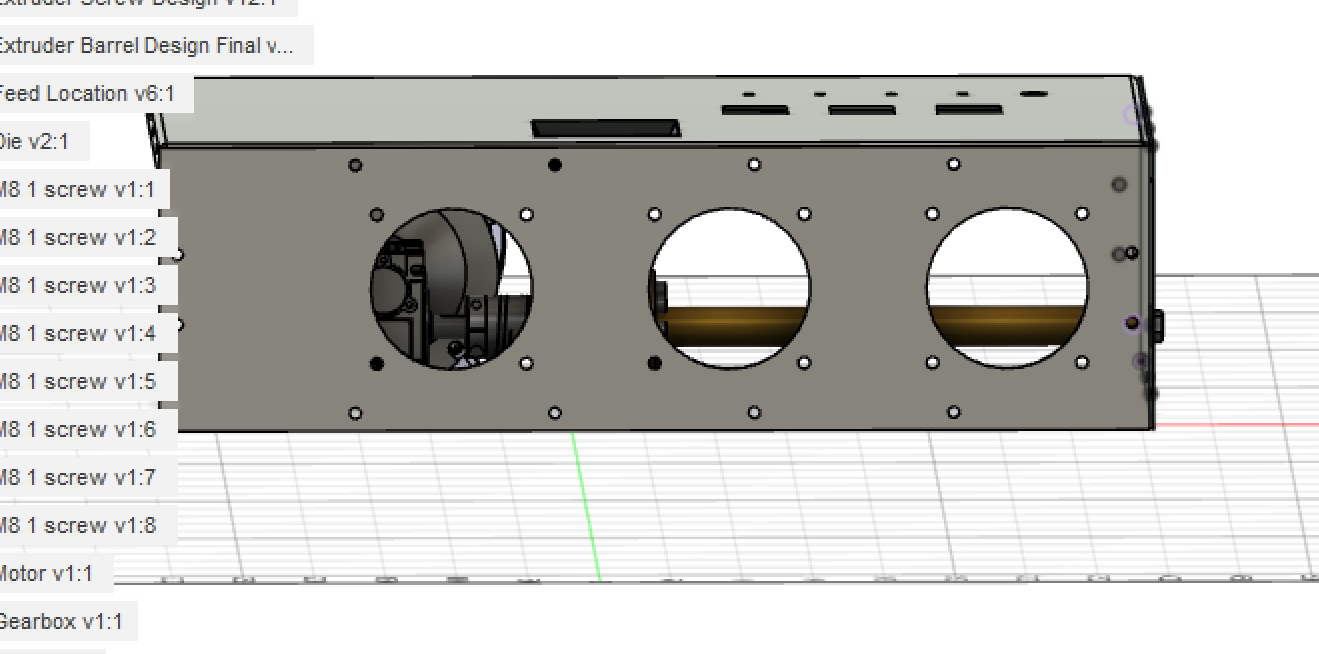 Extruder Screw Design v12:1
Extruder Barrel Design Final v...
Feed Location v6:1
Die v2:1
M8 1 screw v1:1
M8 1 screw v1:2
M8 1 screw v1:3
M8 1 screw v1:4
M8 1 screw v1:5
M8 1 screw v1:6
M8 1 screw v1:7
M8 1 screw v1:8
Motor v1:1
Gearbox v1:1